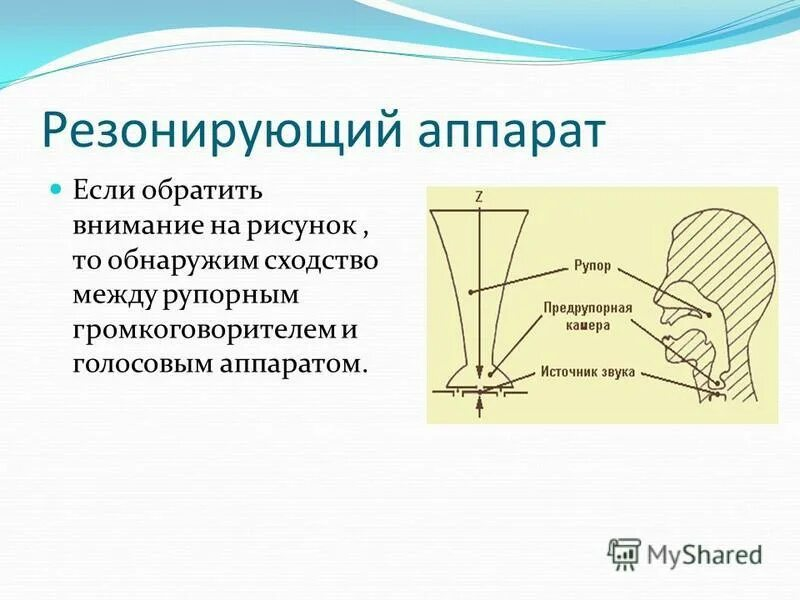 Резонирующий аппарат
Если обратить
внимание на рисунок ,
то обнаружим сходство
между рупорным
громкоговорителем и
голосовым аппаратом.
Z
Рупор
Предрупорная
камера
Источник звука
MyShared